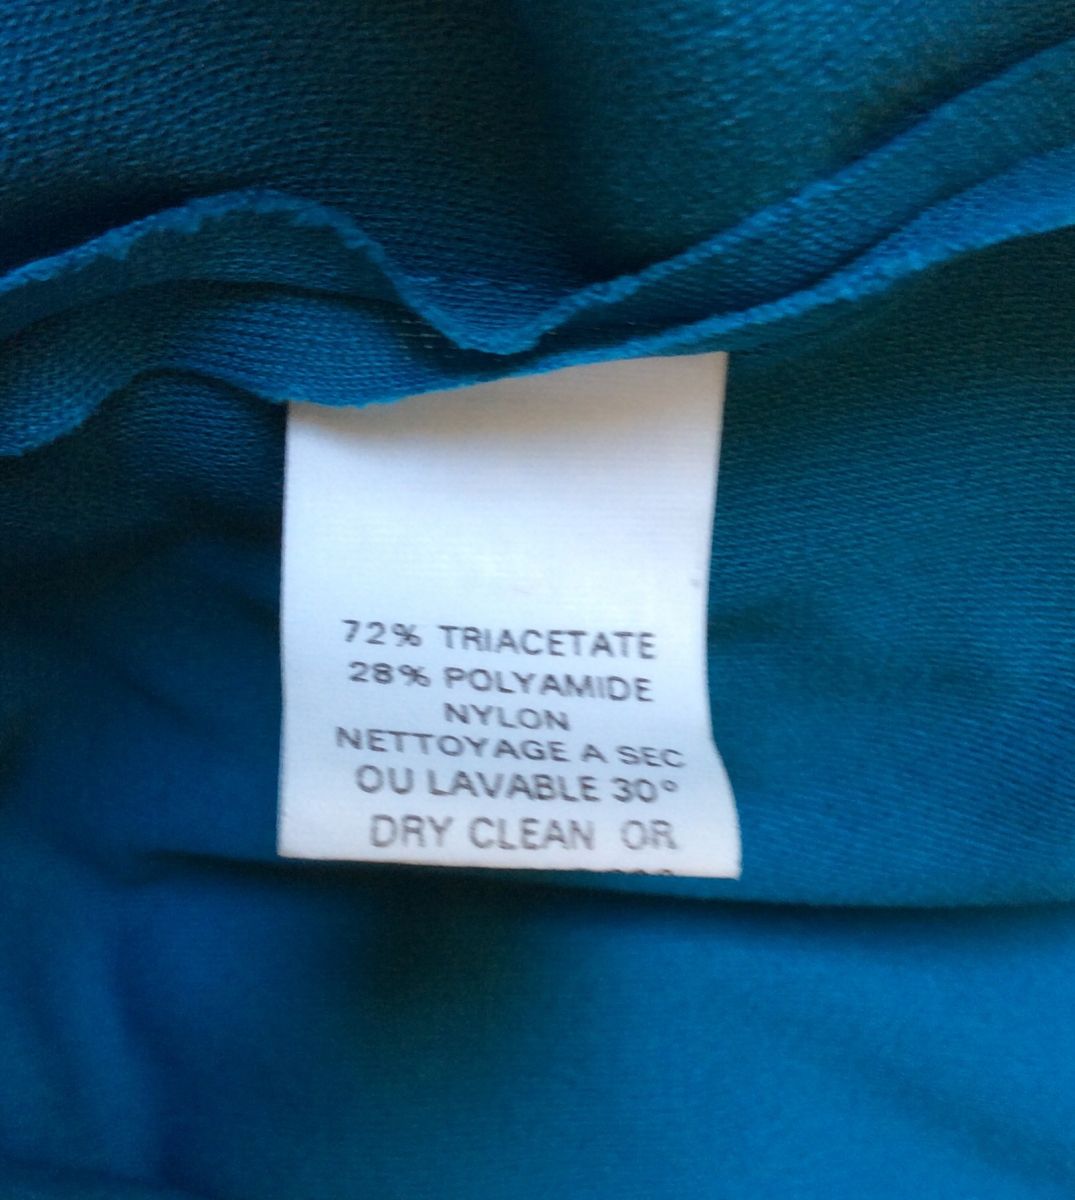 72% TRIACETATE
28% POLYAMIDE
NYLON
NETTOYAGE A SEC
OU LAVABLE 30°
DRY CLEAN OR